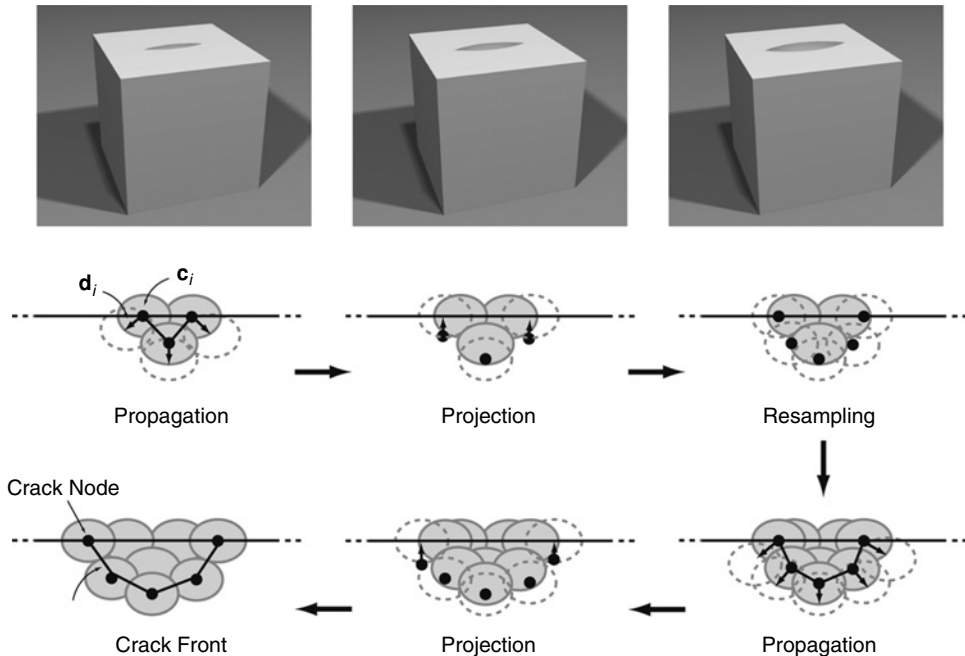 d_i
c_i
Propagation
Projection
Resampling
Crack Node
Crack Front
Projection
Propagation